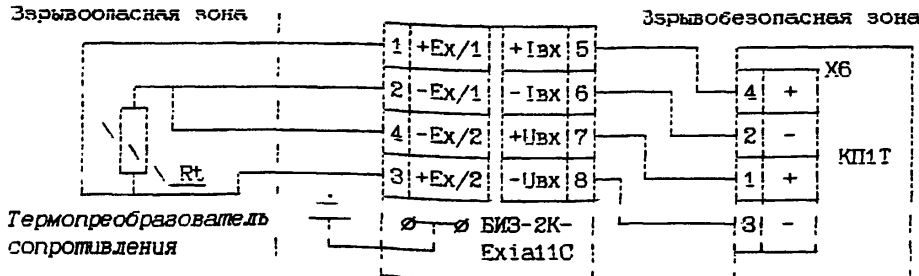 Взрывоопасная зона
Взрывобезопасная зона
1 +Ex/1 +Iвх 5
2 -Ex/1 -Iвх 6
4 -Ex/2 +Uвх 7
3 +Ex/2 -Uвх 8
X6
4 +
2 -
1 +
3 -
КП1Т
Rt
Термопреобразователь
сопротивления
БИЗ-2К-
Exia11C